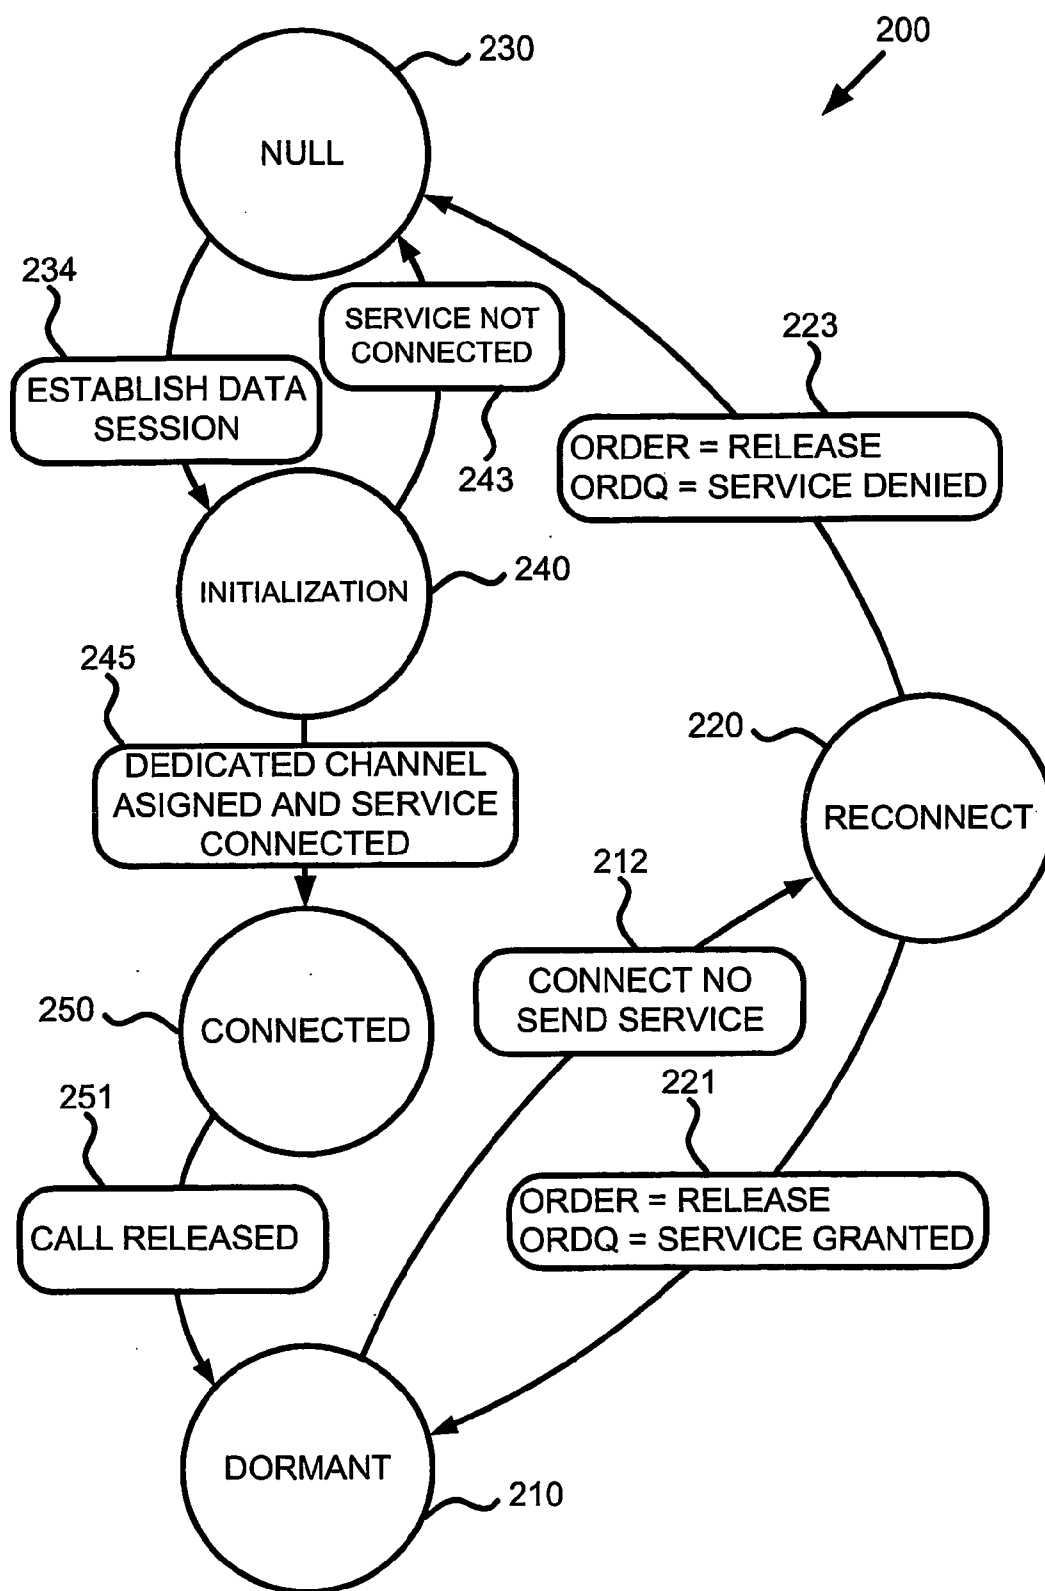 200
230
NULL
234
SERVICE NOT
CONNECTED
223
ESTABLISH DATA
SESSION
243
ORDER = RELEASE
ORDQ = SERVICE DENIED
INITIALIZATION
240
245
220
DEDICATED CHANNEL
ASIGNED AND SERVICE
CONNECTED
RECONNECT
212
CONNECT NO
SEND SERVICE
250
CONNECTED
251
221
CALL RELEASED
ORDER = RELEASE
ORDQ = SERVICE GRANTED
DORMANT
210